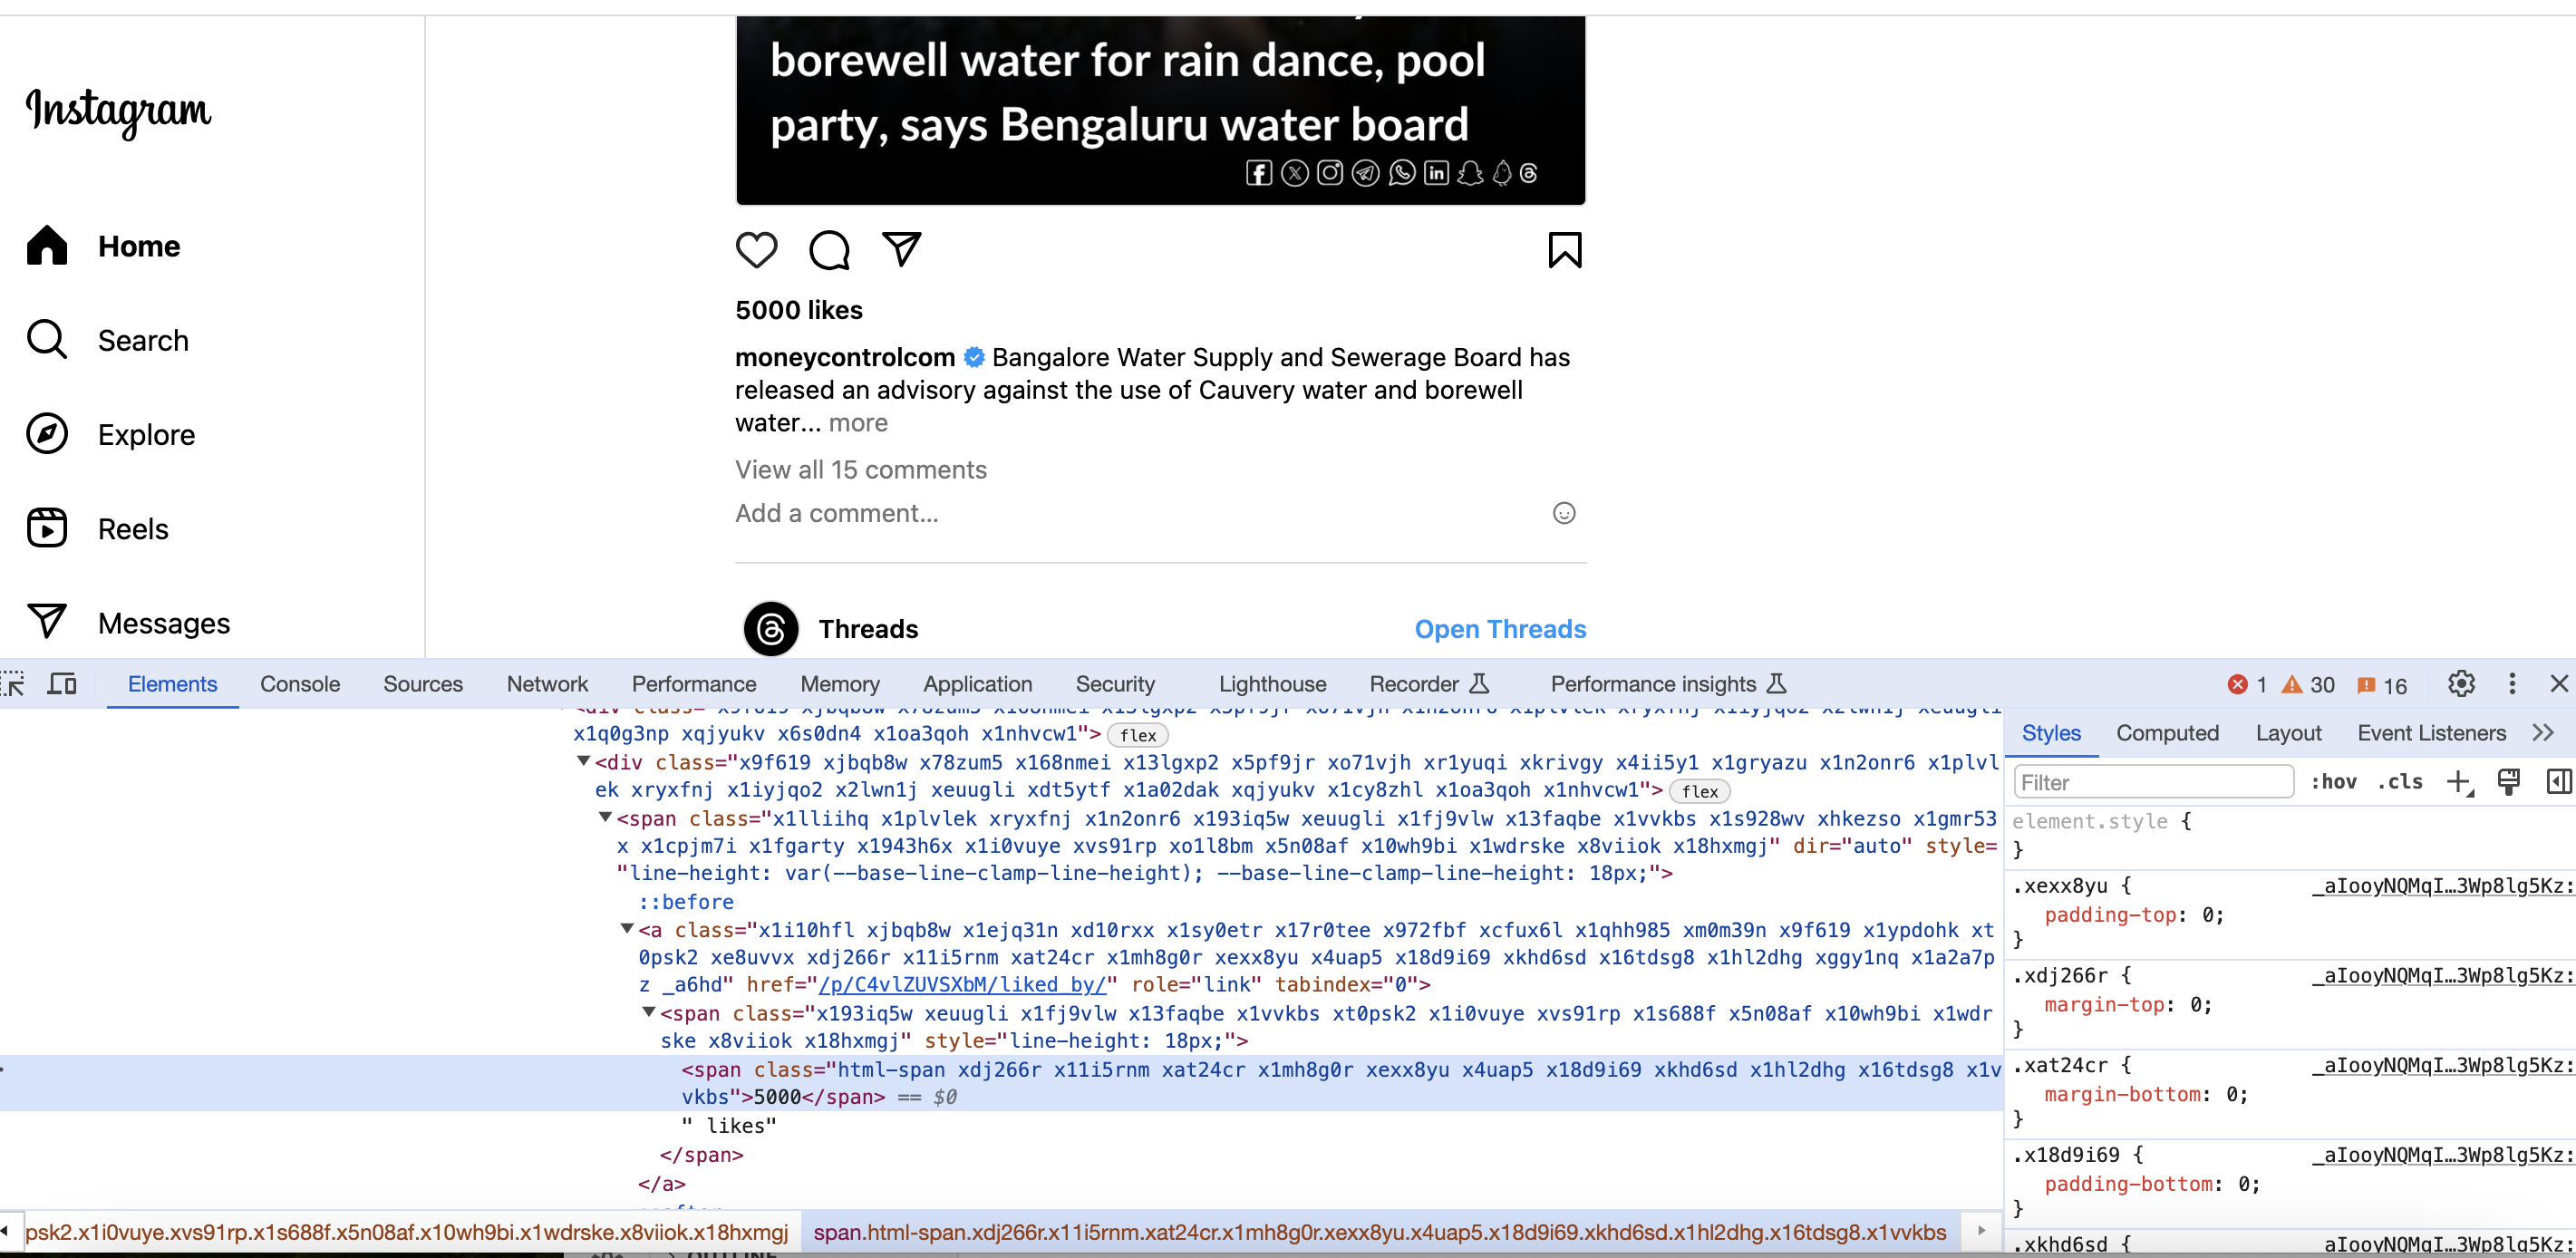 borewell water for rain dance, pool
party, says Bengaluru water board
Instagram
Home
Search
Explore
Reels
Messages
5000 likes
moneycontrolcom Bangalore Water Supply and Sewerage Board has
released an advisory against the use of Cauvery water and borewell
water... more
View all 15 comments
Add a comment...
Threads
Open Threads
Elements Console Sources Network Performance Memory Application Security Lighthouse Recorder Performance insights 1 30 16
x1q0g3np xqjyukv x6s0dn4 x1oa3qoh x1nhvcw1"> flex
<div class="x9f619 xjbqb8w x78zum5 x168nmei x13lgxp2 x5pf9jr xo71vjh xr1yuqi xkrivgy x4ii5y1 x1gryazu x1n2onr6 x1plvl
ek xryxfnj x1iyjqo2 x2lwn1j xeuugli xdt5ytf x1a02dak xqjyukv x1cy8zhl x1oa3qoh x1nhvcw1"> flex
<span class="x1lliihq x1plvlek xryxfnj x1n2onr6 x193iq5w xeuugli x1fj9vlw x13faqbe x1vvkbs x1s928wv xhkezso x1gmr53
x x1cpjm7i x1fgarty x1943h6x x1i0vuye xvs91rp xo1l8bm x5n08af x10wh9bi x1wdrske x8viiok x18hxmgj" dir="auto" style=
"line-height: var(--base-line-clamp-line-height); --base-line-clamp-line-height: 18px;">
::before
<a class="x1i10hfl xjbqb8w x1ejq31n xd10rxx x1sy0etr x17r0tee x972fbf xcfux6l x1qhh985 xm0m39n x9f619 x1ypdohk xt
0psk2 xe8uvvx xdj266r x11i5rnm xat24cr x1mh8g0r xexx8yu x4uap5 x18d9i69 xkhd6sd x16tdsg8 x1hl2dhg xggy1nq x1a2a7p
z _a6hd" href="/p/C4vlZUVSXbM/liked_by/" role="link" tabindex="0">
<span class="x193iq5w xeuugli x1fj9vlw x13faqbe x1vvkbs xt0psk2 x1i0vuye xvs91rp x1s688f x5n08af x10wh9bi x1wdr
ske x8viiok x18hxmgj" style="line-height: 18px;">
<span class="html-span xdj266r x11i5rnm xat24cr x1mh8g0r xexx8yu x4uap5 x18d9i69 xkhd6sd x1hl2dhg x16tdsg8 x1v
vkbs">5000</span> == $0
" likes"
</span>
</a>
psk2.x1i0vuye.xvs91rp.x1s688f.x5n08af.x10wh9bi.x1wdrske.x8viiok.x18hxmgj span.html-span.xdj266r.x11i5rnm.xat24cr.x1mh8g0r.xexx8yu.x4uap5.x18d9i69.xkhd6sd.x1hl2dhg.x16tdsg8.x1vvkbs
Styles Computed Layout Event Listeners
Filter :hov .cls
element.style {
}
.xexx8yu { _aIooyNQMqI…3Wp8lg5Kz:
padding-top: 0;
}
.xdj266r { _aIooyNQMqI…3Wp8lg5Kz:
margin-top: 0;
}
.xat24cr { _aIooyNQMqI…3Wp8lg5Kz:
margin-bottom: 0;
}
.x18d9i69 { _aIooyNQMqI…3Wp8lg5Kz:
padding-bottom: 0;
}
.xkhd6sd { _aIooyNQMqI…3Wp8lg5Kz: